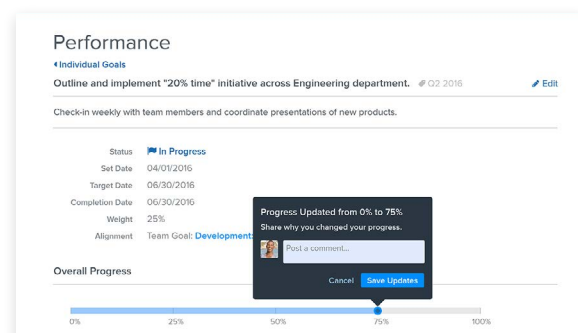 Performance
Individual Goals
Outline and implement "20% time" initiative across Engineering department. Q2 2016 Edit
Check-in weekly with team members and coordinate presentations of new products.
Status In Progress
Set Date 04/01/2016
Target Date 06/30/2016
Completion Date 06/30/2016
Weight 25%
Alignment Team Goal: Development:
Progress Updated from 0% to 75%
Share why you changed your progress.
Post a comment...
Cancel Save Updates
Overall Progress
0% 25% 50% 75% 100%